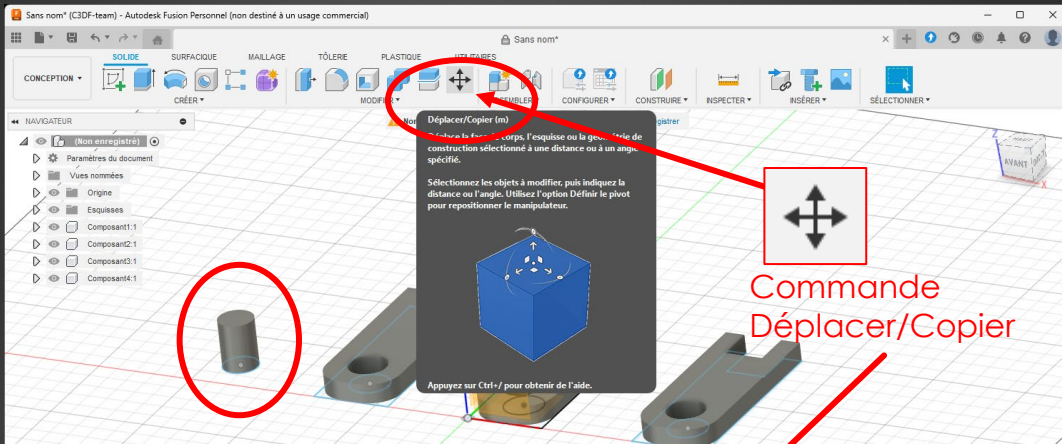 Sans nom* (C3DF-team) - Autodesk Fusion Personnel (non destiné à un usage commercial)
Sans nom*
SOLIDE SURFACIQUE MAILLAGE TÔLERIE PLASTIQUE UTILITAIRES
CONCEPTION
CRÉER MODIFIER ASSEMBLER CONFIGURER CONSTRUIRE INSPECTER INSÉRER SÉLECTIONNER
NAVIGATEUR
(Non enregistré)
Paramètres du document
Vues nommées
Origine
Esquisses
Composant1:1
Composant2:1
Composant3:1
Composant4:1
Non
Déplacer/Copier (m)
Déplace la face, le corps, l'esquisse ou la géométrie de
construction sélectionné à une distance ou à un angle
spécifié.
Sélectionnez les objets à modifier, puis indiquez la
distance ou l'angle. Utilisez l'option Définir le pivot
pour repositionner le manipulateur.
Appuyez sur Ctrl+/ pour obtenir de l'aide.
Z
AVANT
X
Commande
Déplacer/Copier